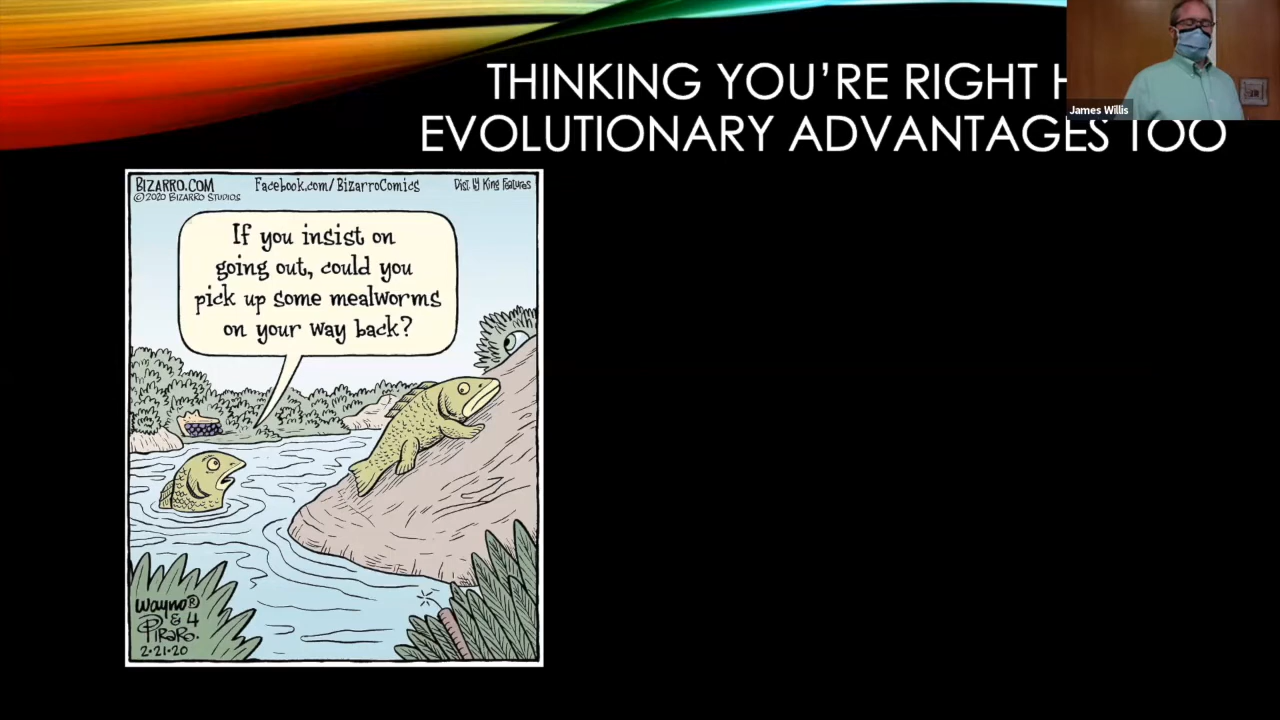 THINKING YOU'RE RIGHT
EVOLUTIONARY ADVANTAGES TOO
James Willis
BIZARRO.COM Facebook.com/BizarroComics Dist. by King Features
© 2020 BIZARRO STUDIOS
If you insist on
going out, could you
pick up some mealworms
on your way back?
Wayno®
& 4
PIRARO.
2·21·20